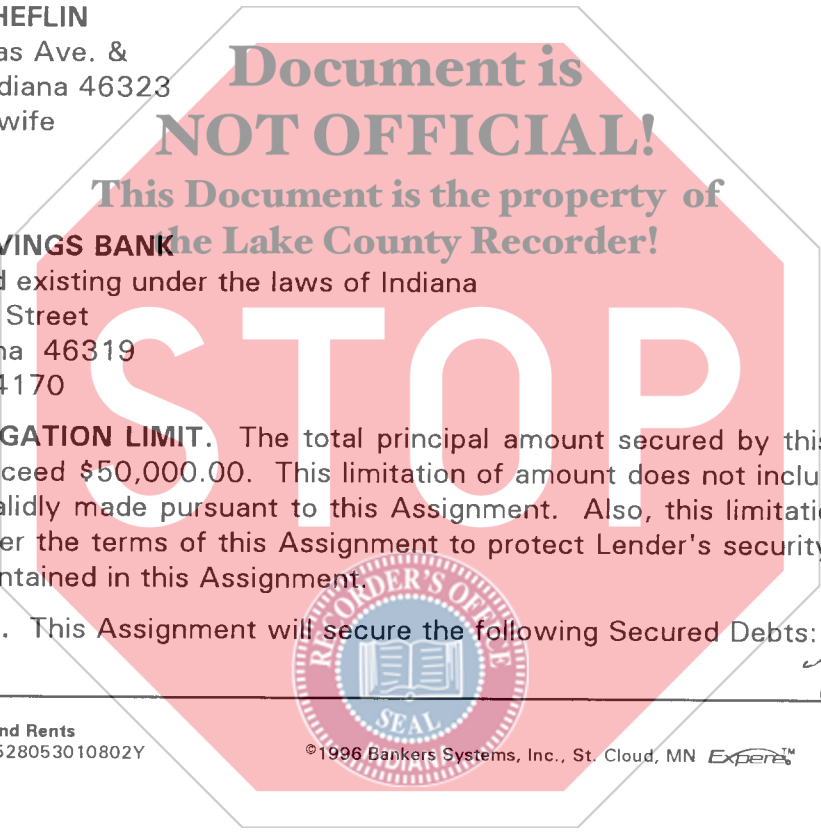 HEFLIN
as Ave. &
diana 46323
wife
Document is
NOT OFFICIAL!
This Document is the property of
the Lake County Recorder!
VINGS BANK
d existing under the laws of Indiana
Street
na 46319
4170
GATION LIMIT. The total principal amount secured by this
ceed $50,000.00. This limitation of amount does not inclu
alidly made pursuant to this Assignment. Also, this limitati
er the terms of this Assignment to protect Lender's security
ntained in this Assignment.
. This Assignment will secure the following Secured Debts:
STOP
RECORDER'S OFFICE
SEAL
INDIANA
nd Rents
528053010802Y
©1996 Bankers Systems, Inc., St. Cloud, MN Expere™